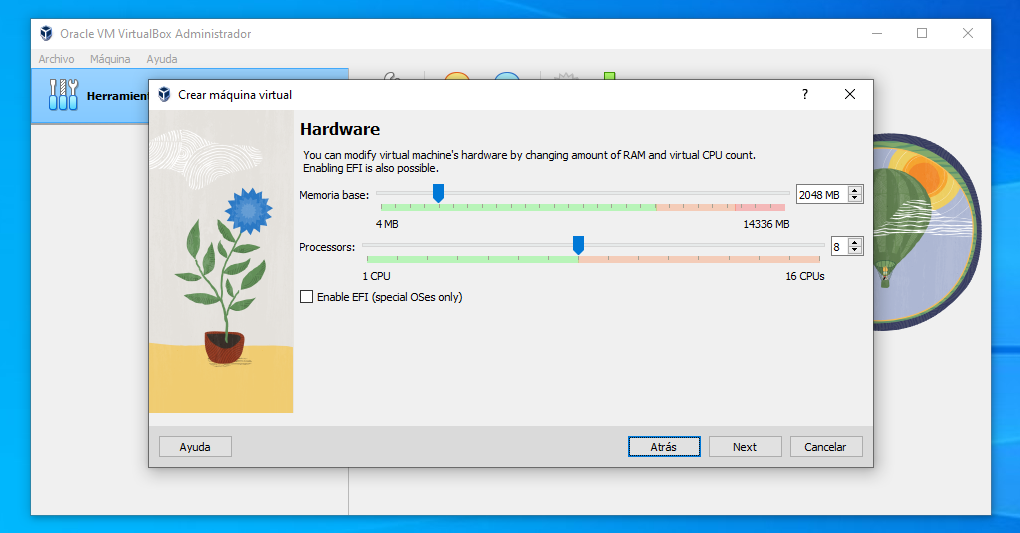 Oracle VM VirtualBox Administrador
Archivo Máquina Ayuda
Crear máquina virtual ?
Hardware
You can modify virtual machine's hardware by changing amount of RAM and virtual CPU count.
Enabling EFI is also possible.
Memoria base: 2048 MB
4 MB 14336 MB
Processors: 8
1 CPU 16 CPUs
Enable EFI (special OSes only)
Ayuda Atrás Next Cancelar